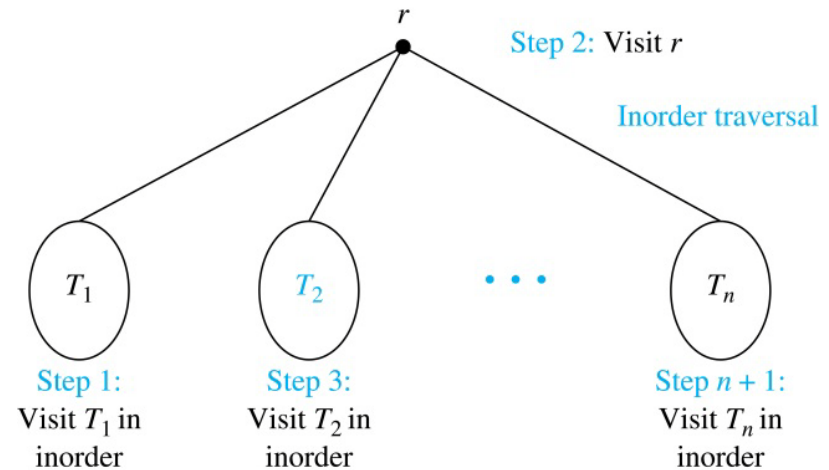 r
Step 2: Visit r
Inorder traversal
T₁
T₂
. . .
Tₙ
Step 1:
Visit T₁ in
inorder
Step 3:
Visit T₂ in
inorder
Step n + 1:
Visit Tₙ in
inorder